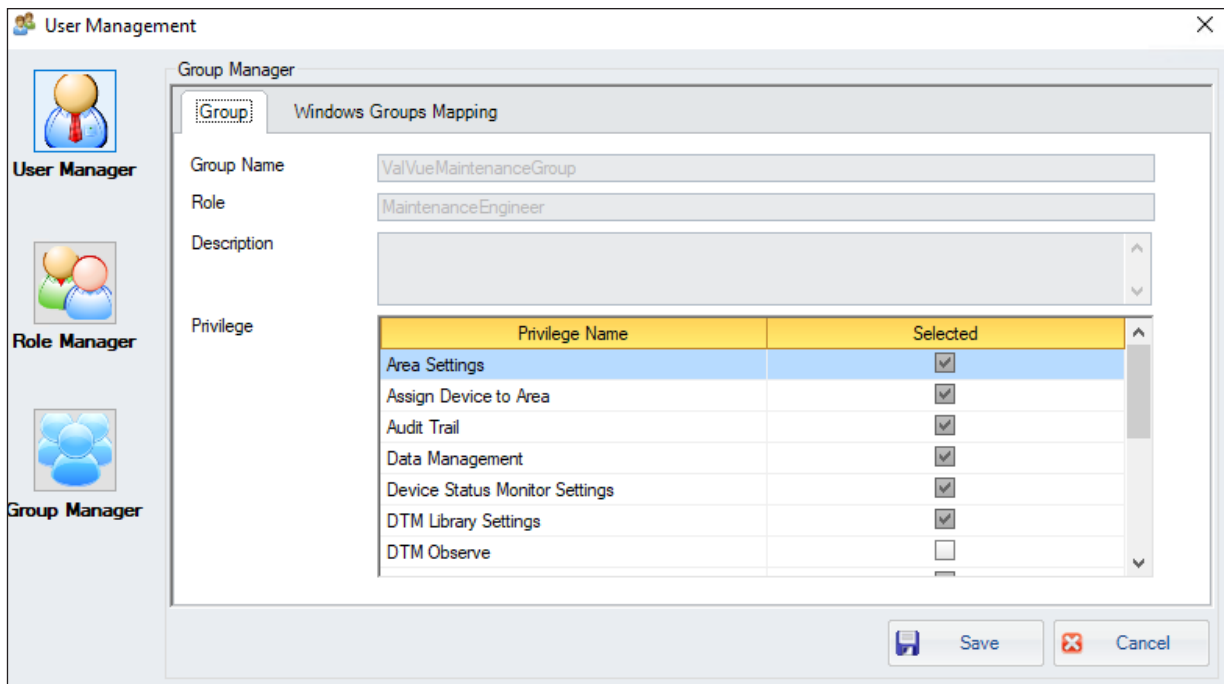 User Management
User Manager
Role Manager
Group Manager
Group Manager
Group
Windows Groups Mapping
Group Name
ValVueMaintenanceGroup
Role
MaintenanceEngineer
Description
Privilege
Privilege Name
Selected
Area Settings
Assign Device to Area
Audit Trail
Data Management
Device Status Monitor Settings
DTM Library Settings
DTM Observe
Save
Cancel